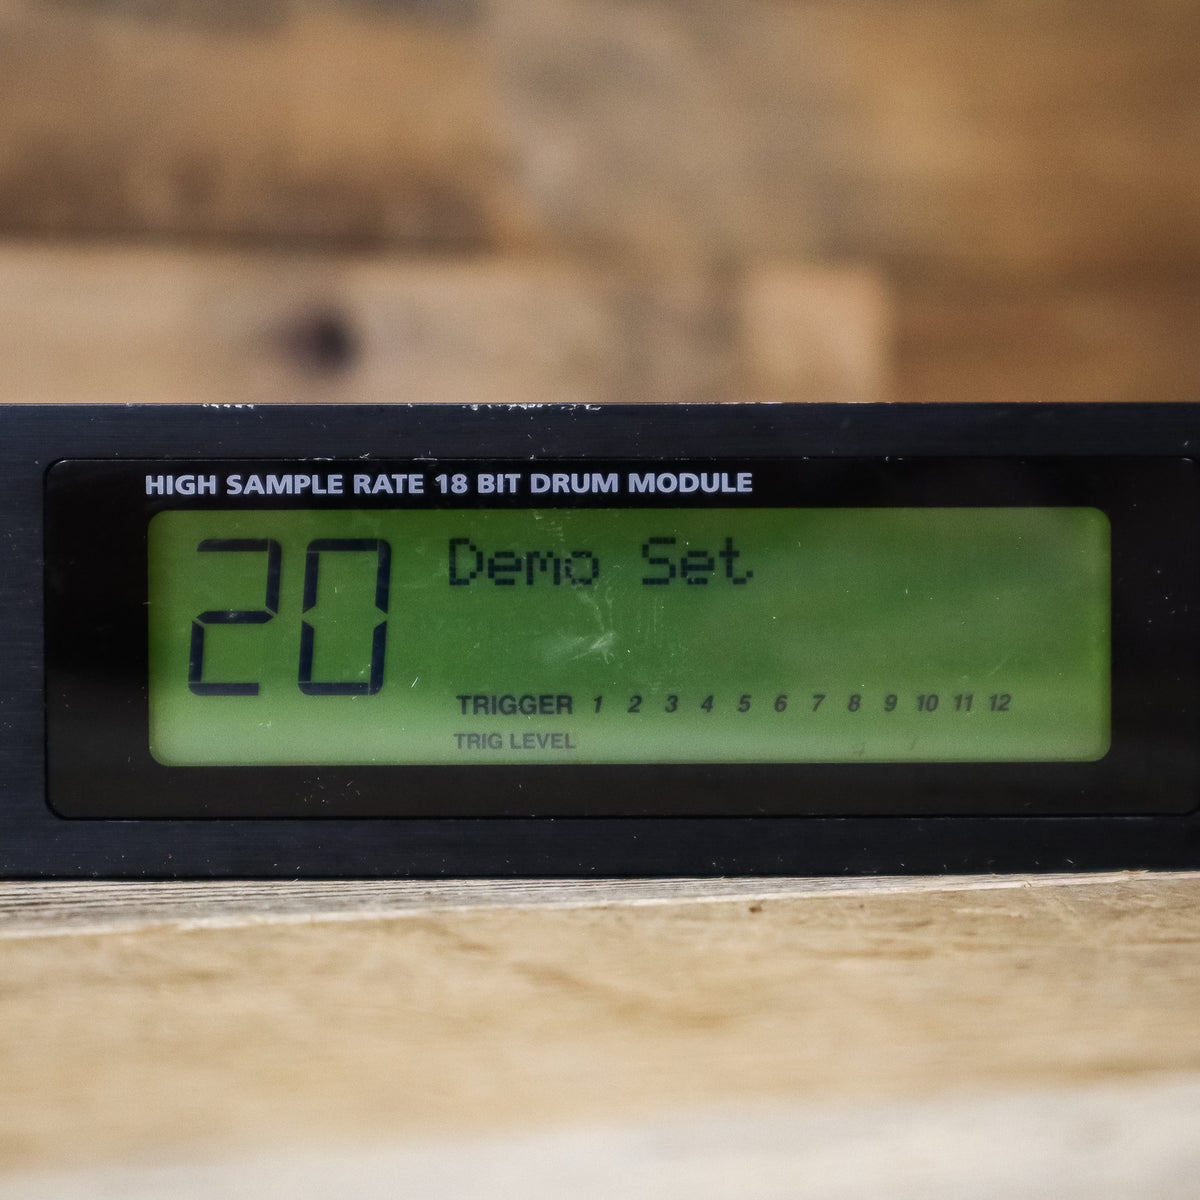 HIGH SAMPLE RATE 18 BIT DRUM MODULE
20 Demo Set
TRIGGER 1 2 3 4 5 6 7 8 9 10 11 12
TRIG LEVEL